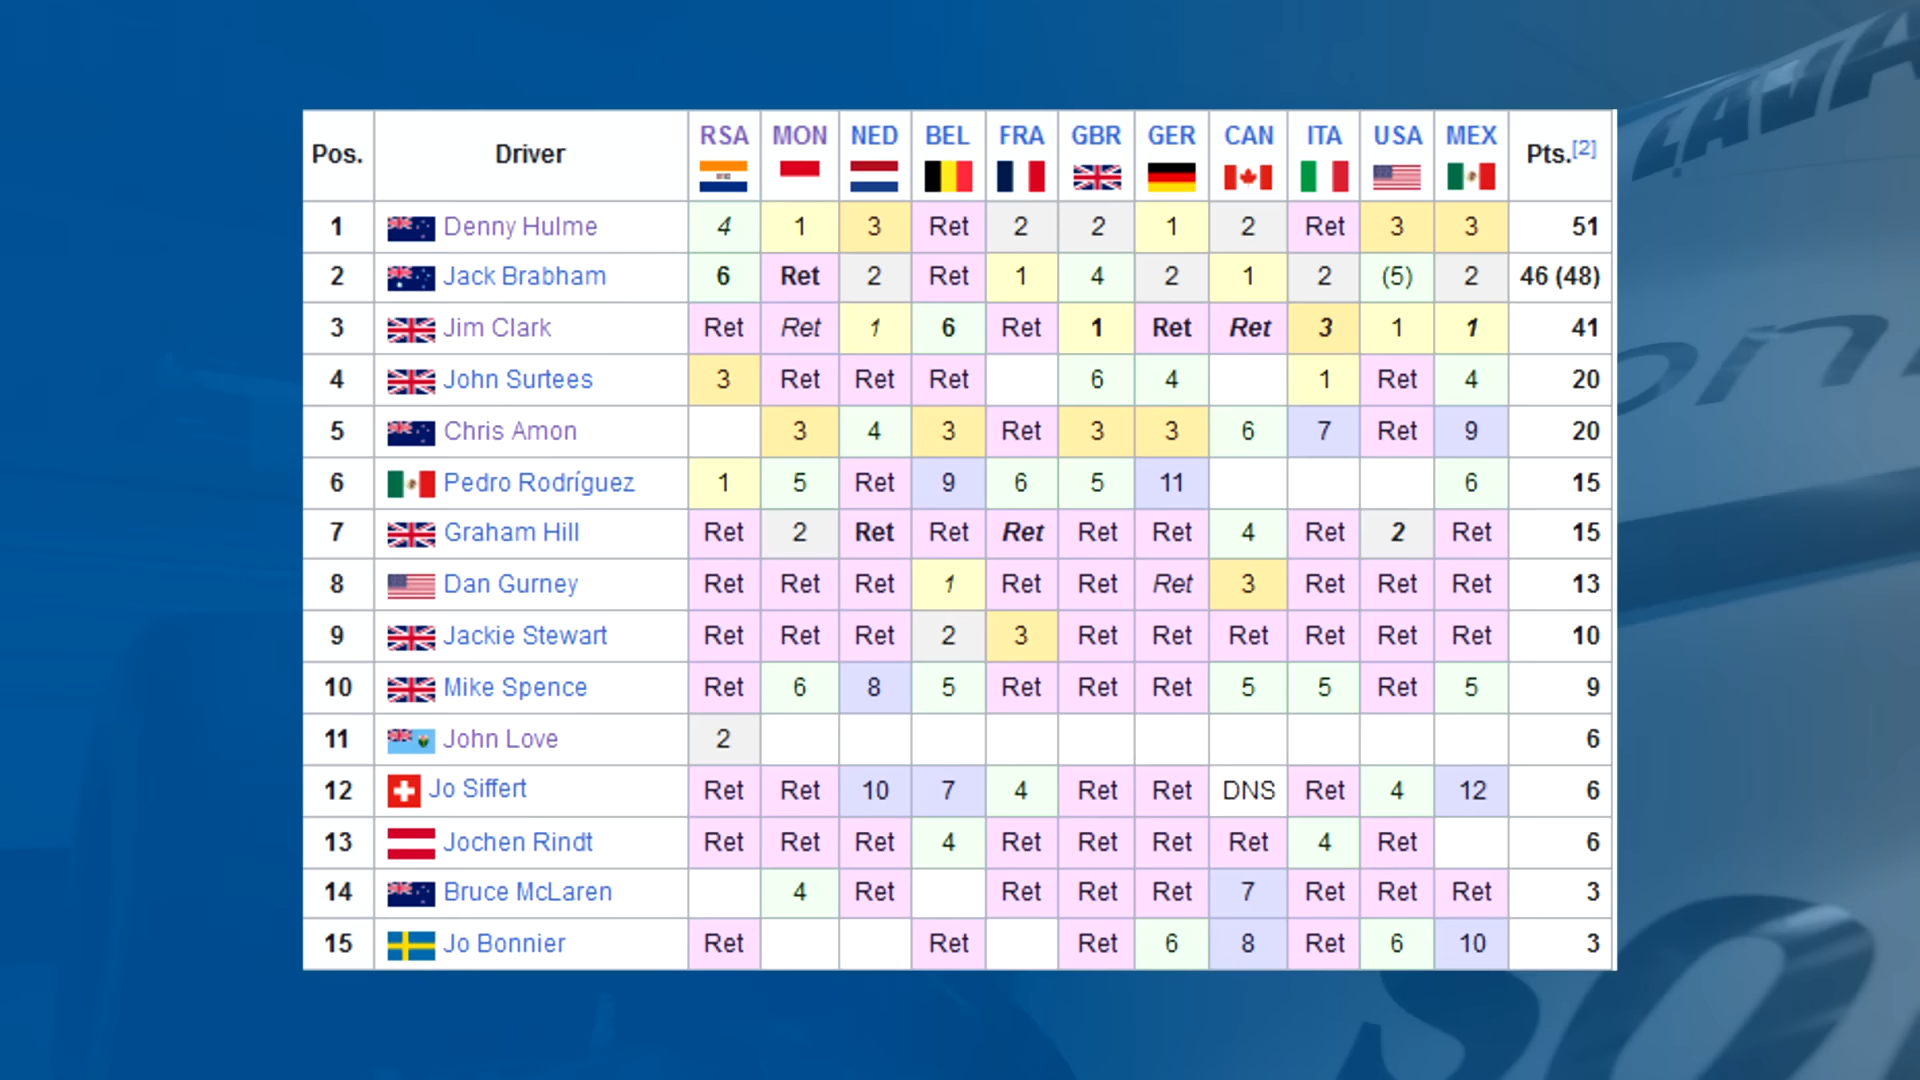 Pos. Driver RSA MON NED BEL FRA GBR GER CAN ITA USA MEX Pts.[2]
1 Denny Hulme 4 1 3 Ret 2 2 1 2 Ret 3 3 51
2 Jack Brabham 6 Ret 2 Ret 1 4 2 1 2 (5) 2 46 (48)
3 Jim Clark Ret Ret 1 6 Ret 1 Ret Ret 3 1 1 41
4 John Surtees 3 Ret Ret Ret 6 4 1 Ret 4 20
5 Chris Amon 3 4 3 Ret 3 3 6 7 Ret 9 20
6 Pedro Rodríguez 1 5 Ret 9 6 5 11 6 15
7 Graham Hill Ret 2 Ret Ret Ret Ret Ret 4 Ret 2 Ret 15
8 Dan Gurney Ret Ret Ret 1 Ret Ret Ret 3 Ret Ret Ret 13
9 Jackie Stewart Ret Ret Ret 2 3 Ret Ret Ret Ret Ret Ret 10
10 Mike Spence Ret 6 8 5 Ret Ret Ret 5 5 Ret 5 9
11 John Love 2 6
12 Jo Siffert Ret Ret 10 7 4 Ret Ret DNS Ret 4 12 6
13 Jochen Rindt Ret Ret Ret 4 Ret Ret Ret Ret 4 Ret 6
14 Bruce McLaren 4 Ret Ret Ret Ret 7 Ret Ret Ret 3
15 Jo Bonnier Ret Ret Ret 6 8 Ret 6 10 3